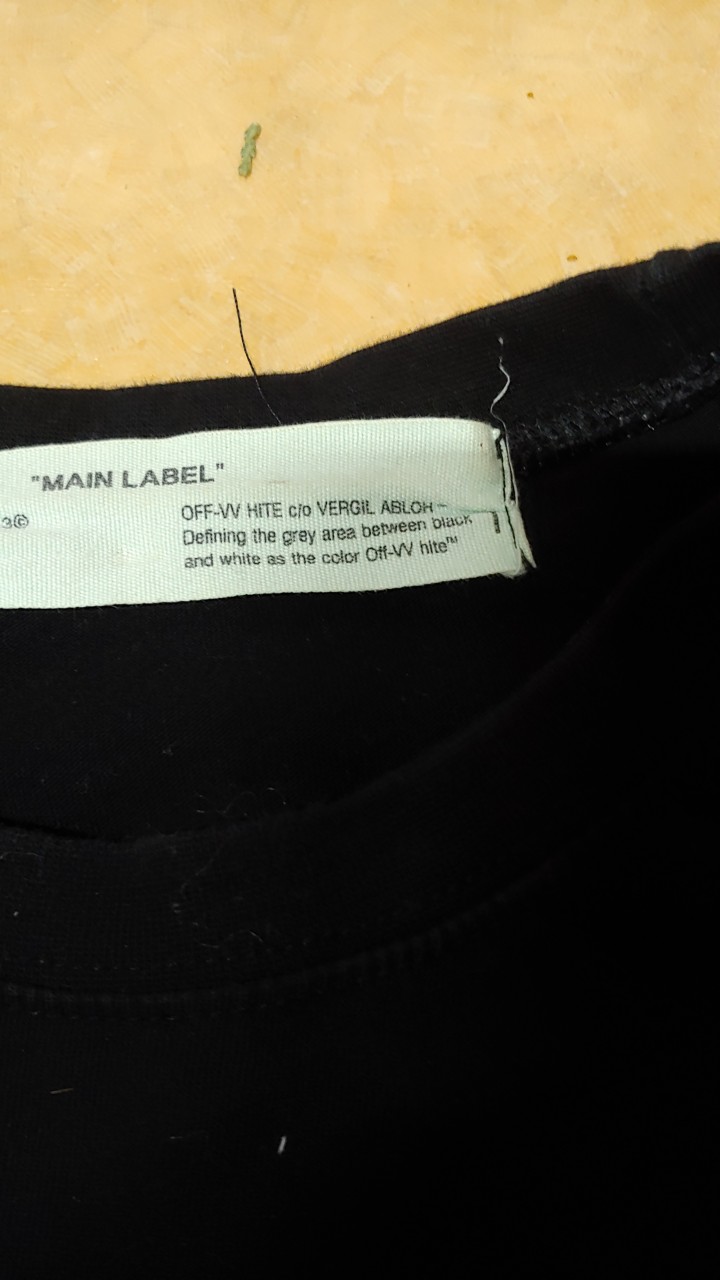 "MAIN LABEL"
3©
OFF-VV HITE c/o VERGIL ABLOH
Defining the grey area between black
and white as the color Off-VV hite™